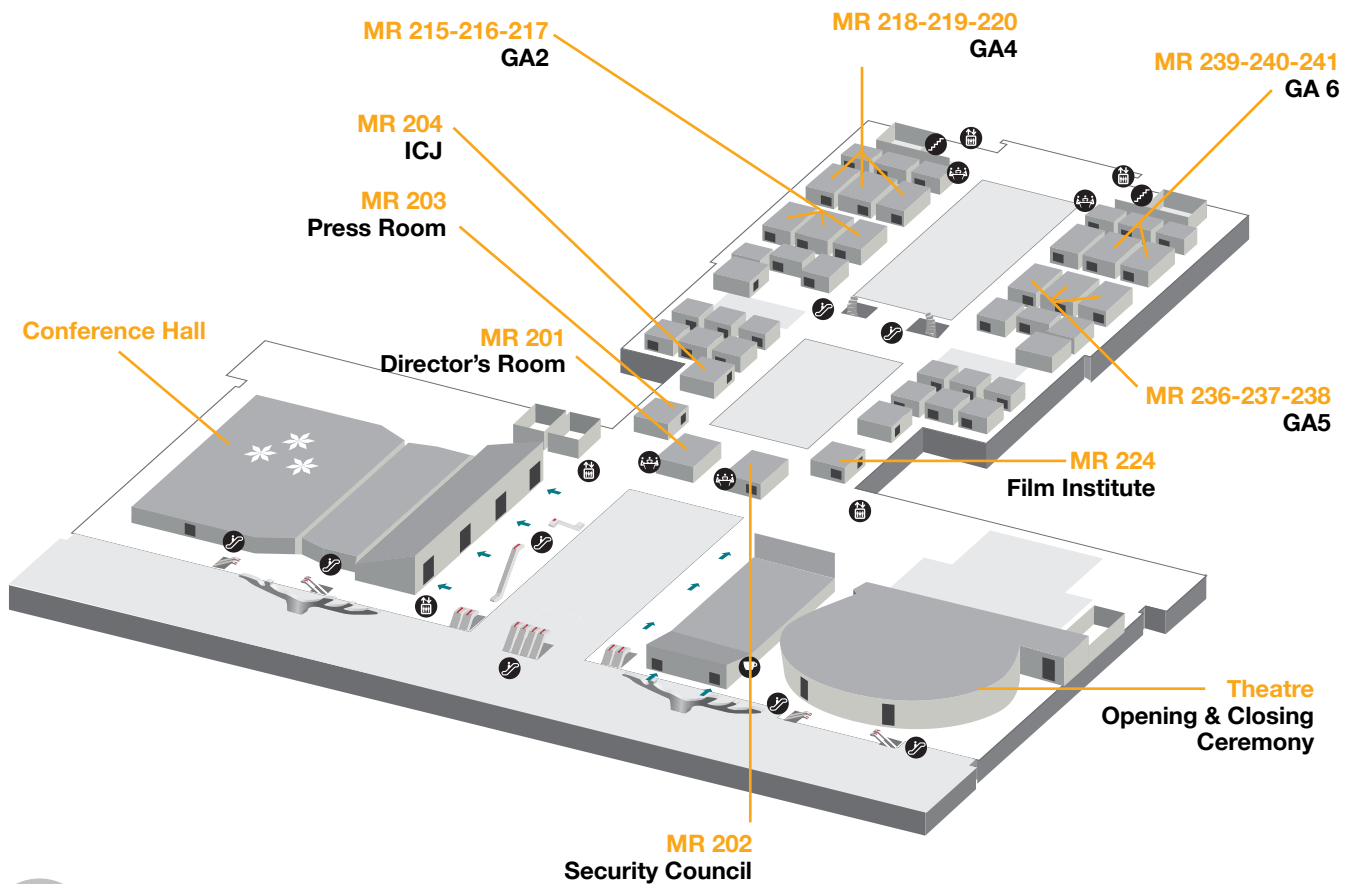 MR 215-216-217
GA2
MR 218-219-220
GA4
MR 239-240-241
GA 6
MR 204
ICJ
MR 203
Press Room
Conference Hall
MR 201
Director's Room
MR 236-237-238
GA5
MR 224
Film Institute
Theatre
Opening & Closing
Ceremony
MR 202
Security Council